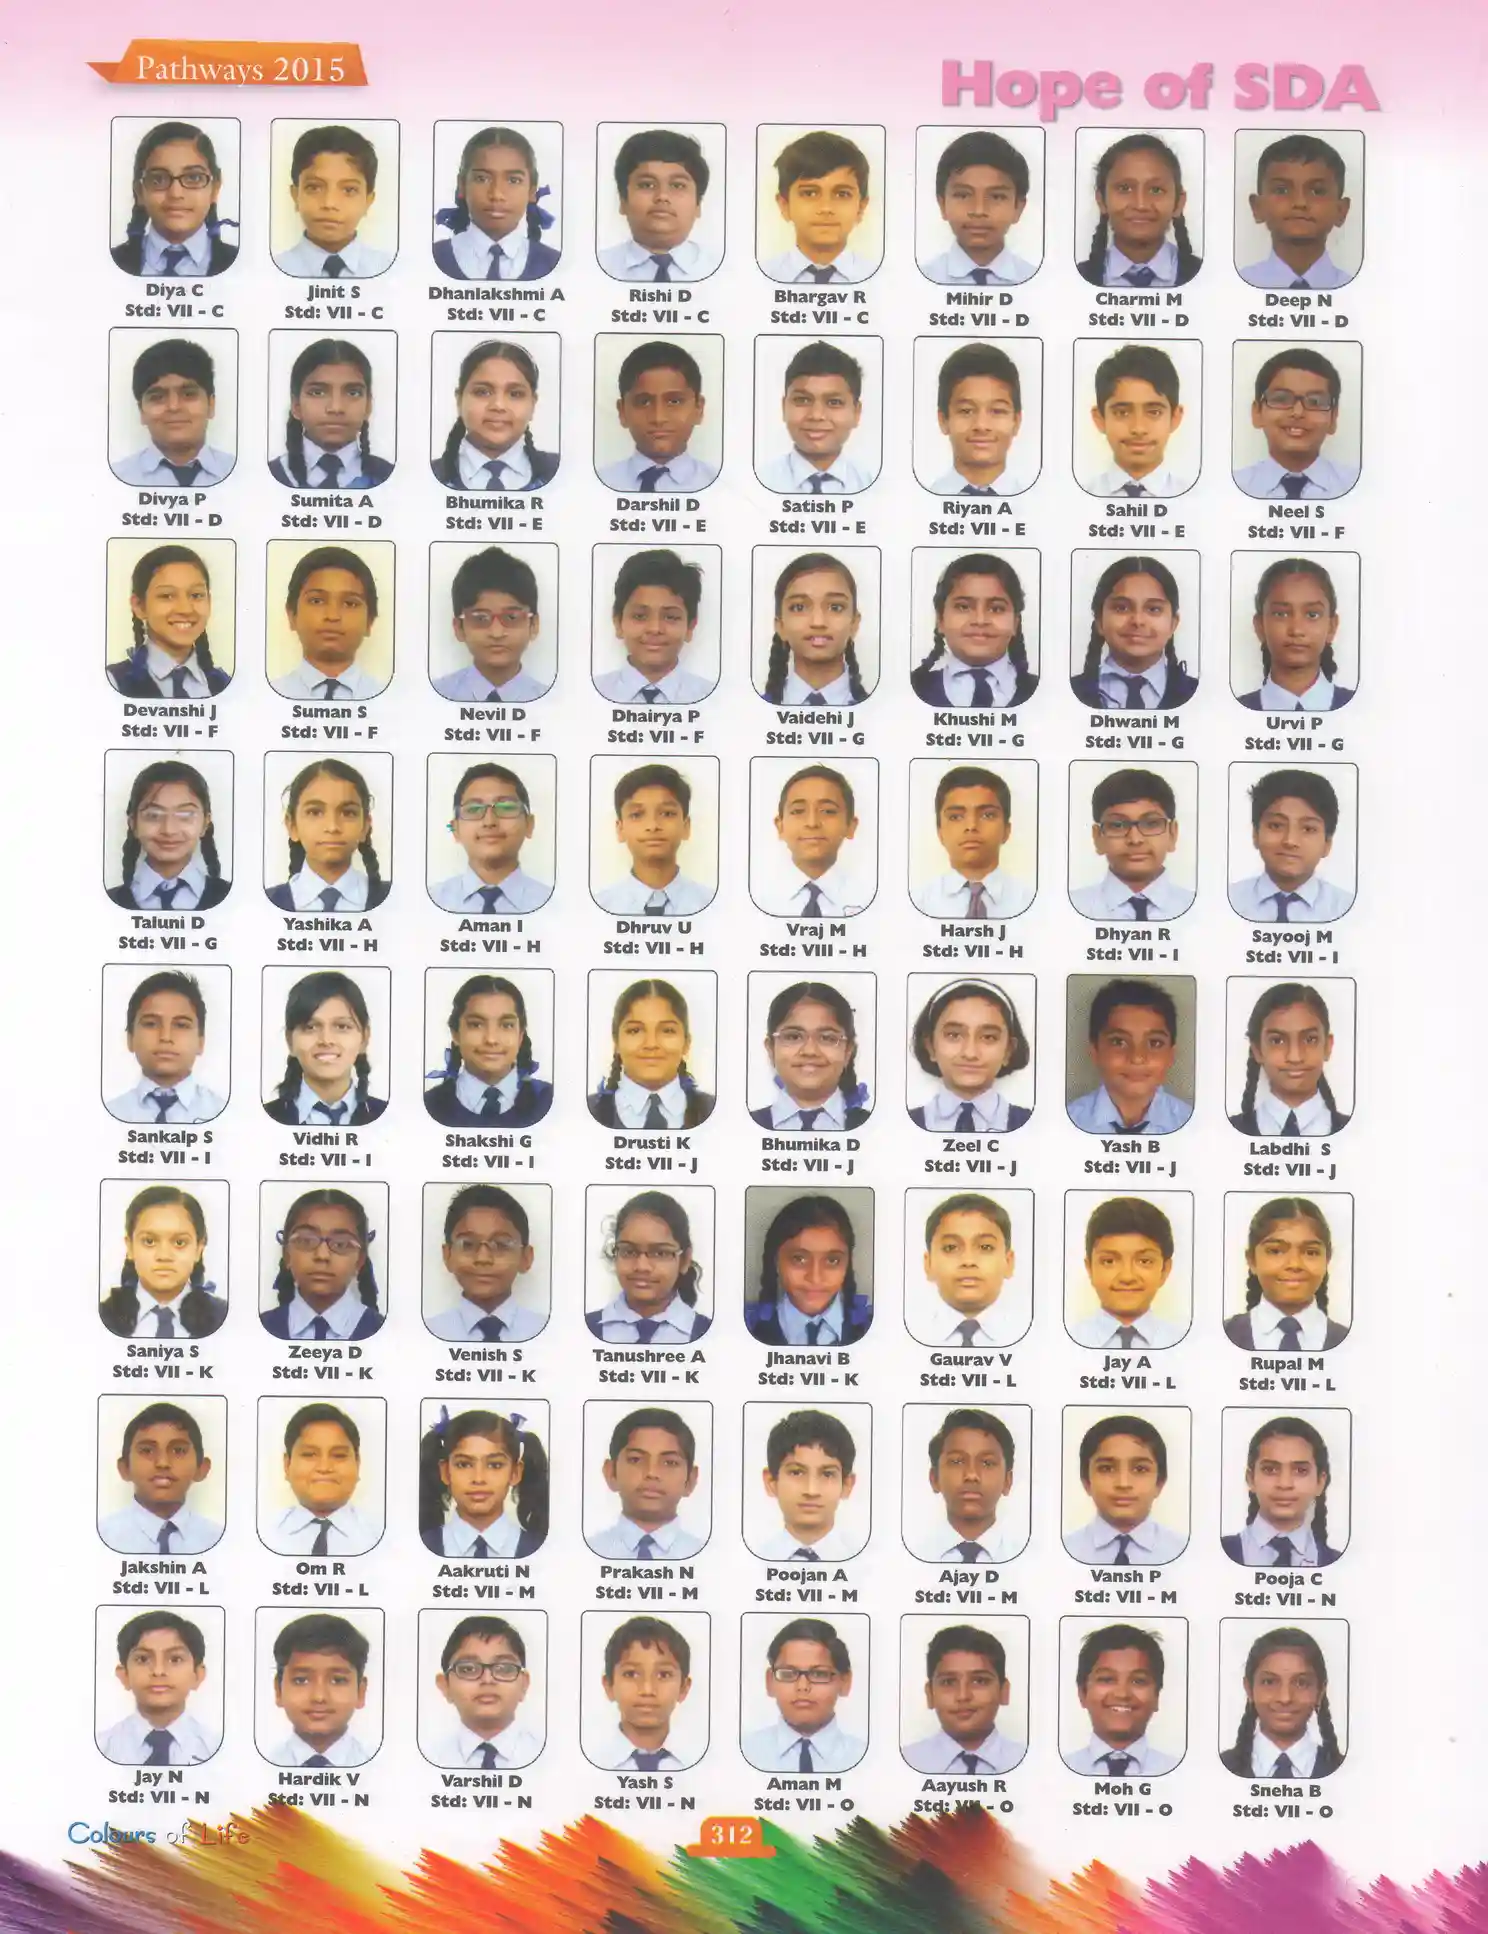 Pathways 2015
Hope of SDA
Diya C
Std: VII - C
Jinit S
Std: VII - C
Dhanlakshmi A
Std: VII - C
Rishi D
Std: VII - C
Bhargav R
Std: VII - C
Mihir D
Std: VII - D
Charmi M
Std: VII - D
Deep N
Std: VII - D
Divya P
Std: VII - D
Sumita A
Std: VII - D
Bhumika R
Std: VII - E
Darshil D
Std: VII - E
Satish P
Std: VII - E
Riyan A
Std: VII - E
Sahil D
Std: VII - E
Neel S
Std: VII - F
Devanshi J
Std: VII - F
Suman S
Std: VII - F
Nevil D
Std: VII - F
Dhairya P
Std: VII - F
Vaidehi J
Std: VII - G
Khushi M
Std: VII - G
Dhwani M
Std: VII - G
Urvi P
Std: VII - G
Taluni D
Std: VII - G
Yashika A
Std: VII - H
Aman I
Std: VII - H
Dhruv U
Std: VII - H
Vraj M
Std: VIII - H
Harsh J
Std: VII - H
Dhyan R
Std: VII - I
Sayooj M
Std: VII - I
Sankalp S
Std: VII - I
Vidhi R
Std: VII - I
Shakshi G
Std: VII - I
Drusti K
Std: VII - J
Bhumika D
Std: VII - J
Zeel C
Std: VII - J
Yash B
Std: VII - J
Labdhi S
Std: VII - J
Saniya S
Std: VII - K
Zeeya D
Std: VII - K
Venish S
Std: VII - K
Tanushree A
Std: VII - K
Jhanavi B
Std: VII - K
Gaurav V
Std: VII - L
Jay A
Std: VII - L
Rupal M
Std: VII - L
Jakshin A
Std: VII - L
Om R
Std: VII - L
Aakruti N
Std: VII - M
Prakash N
Std: VII - M
Poojan A
Std: VII - M
Ajay D
Std: VII - M
Vansh P
Std: VII - M
Pooja C
Std: VII - N
Jay N
Std: VII - N
Hardik V
Std: VII - N
Varshil D
Std: VII - N
Yash S
Std: VII - N
Aman M
Std: VII - O
Aayush R
Std: VII - O
Moh G
Std: VII - O
Sneha B
Std: VII - O
Colours of Life
312